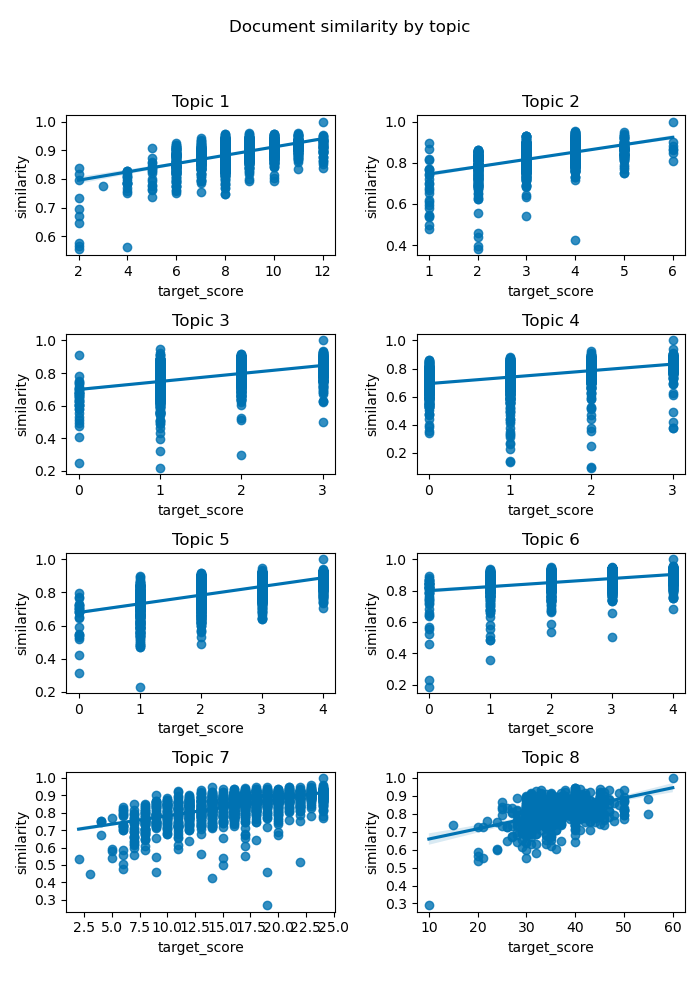 Document similarity by topic
Topic 1
1.0
0.9
0.8
0.7
0.6
similarity
2 4 6 8 10 12
target_score
Topic 2
1.0
0.8
0.6
0.4
similarity
1 2 3 4 5 6
target_score
Topic 3
1.0
0.8
0.6
0.4
0.2
similarity
0 1 2 3
target_score
Topic 4
1.0
0.8
0.6
0.4
0.2
similarity
0 1 2 3
target_score
Topic 5
1.0
0.8
0.6
0.4
0.2
similarity
0 1 2 3 4
target_score
Topic 6
1.0
0.8
0.6
0.4
0.2
similarity
0 1 2 3 4
target_score
Topic 7
1.0
0.9
0.8
0.7
0.6
0.5
0.4
0.3
similarity
2.5 5.0 7.5 10.0 12.5 15.0 17.5 20.0 22.5 25.0
target_score
Topic 8
1.0
0.9
0.8
0.7
0.6
0.5
0.4
0.3
similarity
10 20 30 40 50 60
target_score